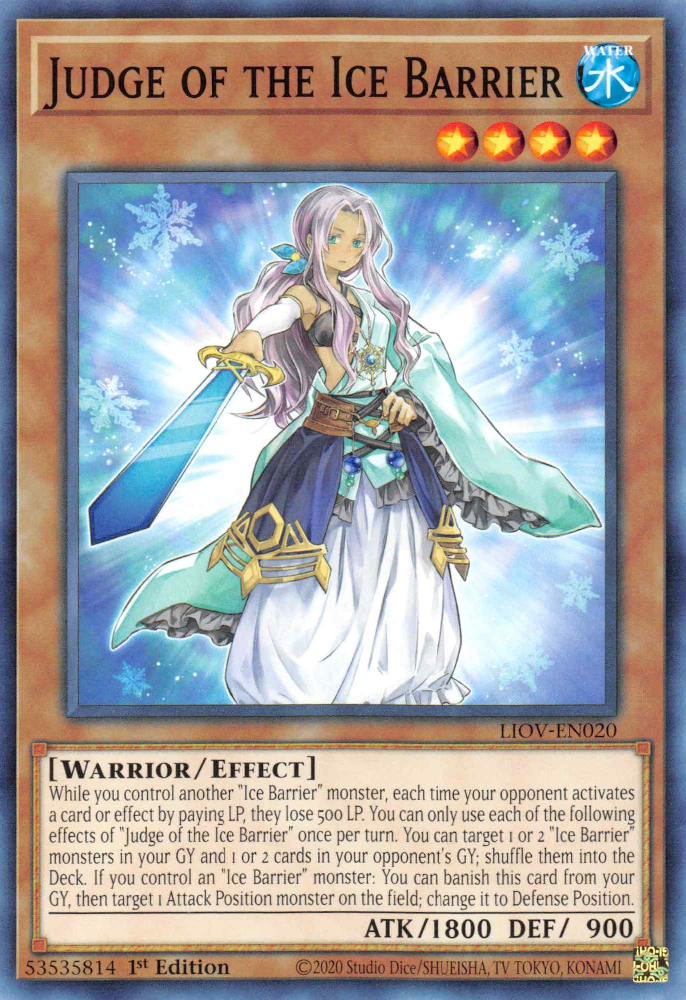 JUDGE OF THE ICE BARRIER
WATER
水
LIOV-EN020
[WARRIOR/EFFECT]
While you control another "Ice Barrier" monster, each time your opponent activates
a card or effect by paying LP, they lose 500 LP. You can only use each of the following
effects of "Judge of the Ice Barrier" once per turn. You can target 1 or 2 "Ice Barrier"
monsters in your GY and 1 or 2 cards in your opponent's GY; shuffle them into the
Deck. If you control an "Ice Barrier" monster: You can banish this card from your
GY, then target 1 Attack Position monster on the field; change it to Defense Position.
ATK/1800 DEF/ 900
53535814 1st Edition ©2020 Studio Dice/SHUEISHA, TV TOKYO, KONAMI